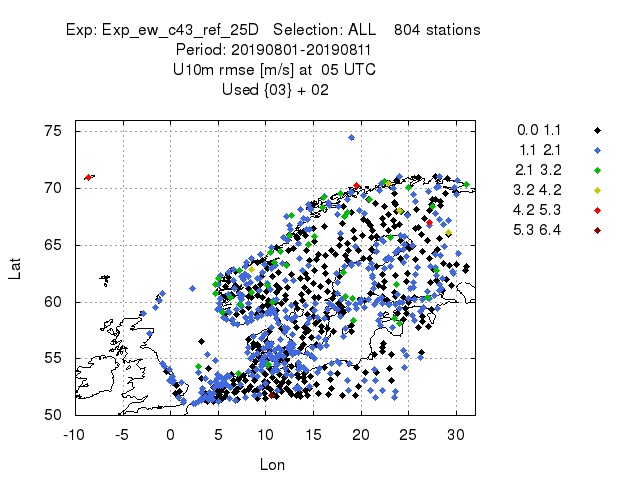 Exp: Exp_ew_c43_ref_25D   Selection: ALL    804 stations
Period: 20190801-20190811
U10m rmse [m/s] at  05 UTC
Used {03} + 02
0.0 1.1
1.1 2.1
2.1 3.2
3.2 4.2
4.2 5.3
5.3 6.4
75
70
65
60
55
50
Lat
-10 -5 0 5 10 15 20 25 30
Lon